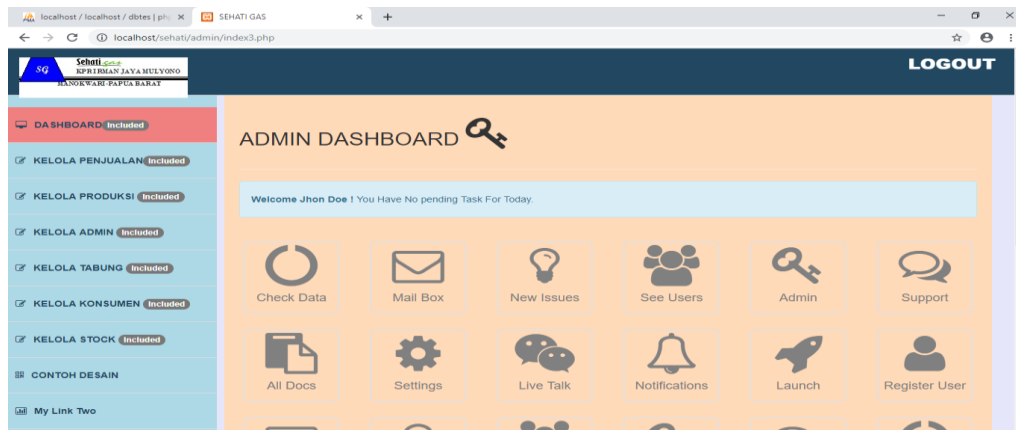 localhost / localhost / dbtes | ph
SEHATI GAS
localhost/sehati/admin/index3.php
SG
Sehati gas
KPRIRMAN JAYA MULYONO
MANOKWARI-PAPUA BARAT
LOGOUT
DASHBOARD Included
KELOLA PENJUALAN Included
KELOLA PRODUKSI Included
KELOLA ADMIN Included
KELOLA TABUNG Included
KELOLA KONSUMEN Included
KELOLA STOCK Included
CONTOH DESAIN
My Link Two
ADMIN DASHBOARD
Welcome Jhon Doe ! You Have No pending Task For Today.
Check Data
Mail Box
New Issues
See Users
Admin
Support
All Docs
Settings
Live Talk
Notifications
Launch
Register User